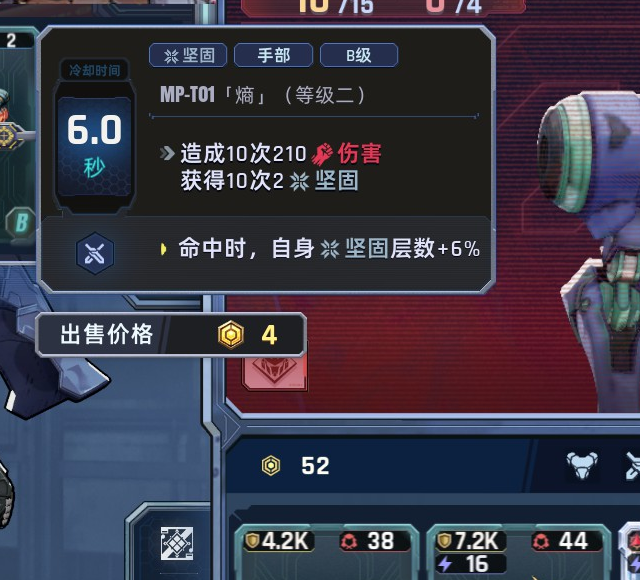 /15
/4
2
坚固 手部 B级
冷却时间
MP-T01「熵」（等级二）
6.0
秒
造成10次210 伤害
获得10次2 坚固
B
命中时，自身 坚固层数+6%
出售价格 4
52
4.2K 38 7.2K 44
16